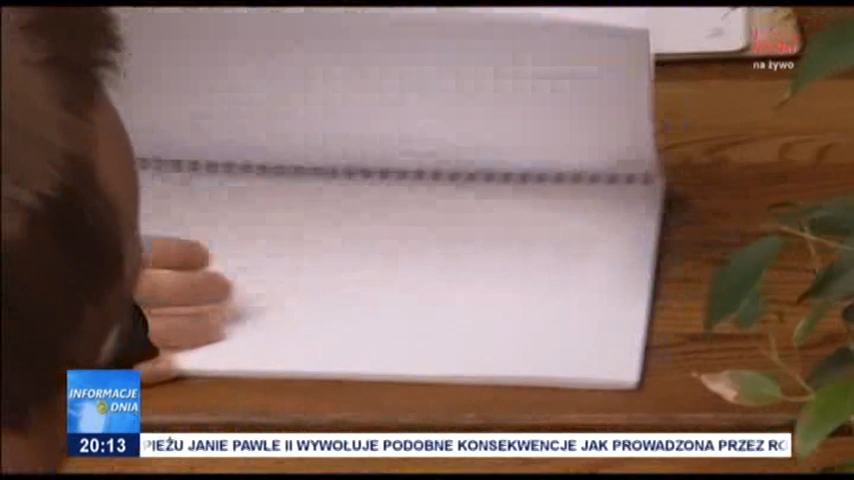 na żywo
INFORMACJE
DNIA
20:13
PIEŻU JANIE PAWLE II WYWOŁUJE PODOBNE KONSEKWENCJE JAK PROWADZONA PRZEZ RO